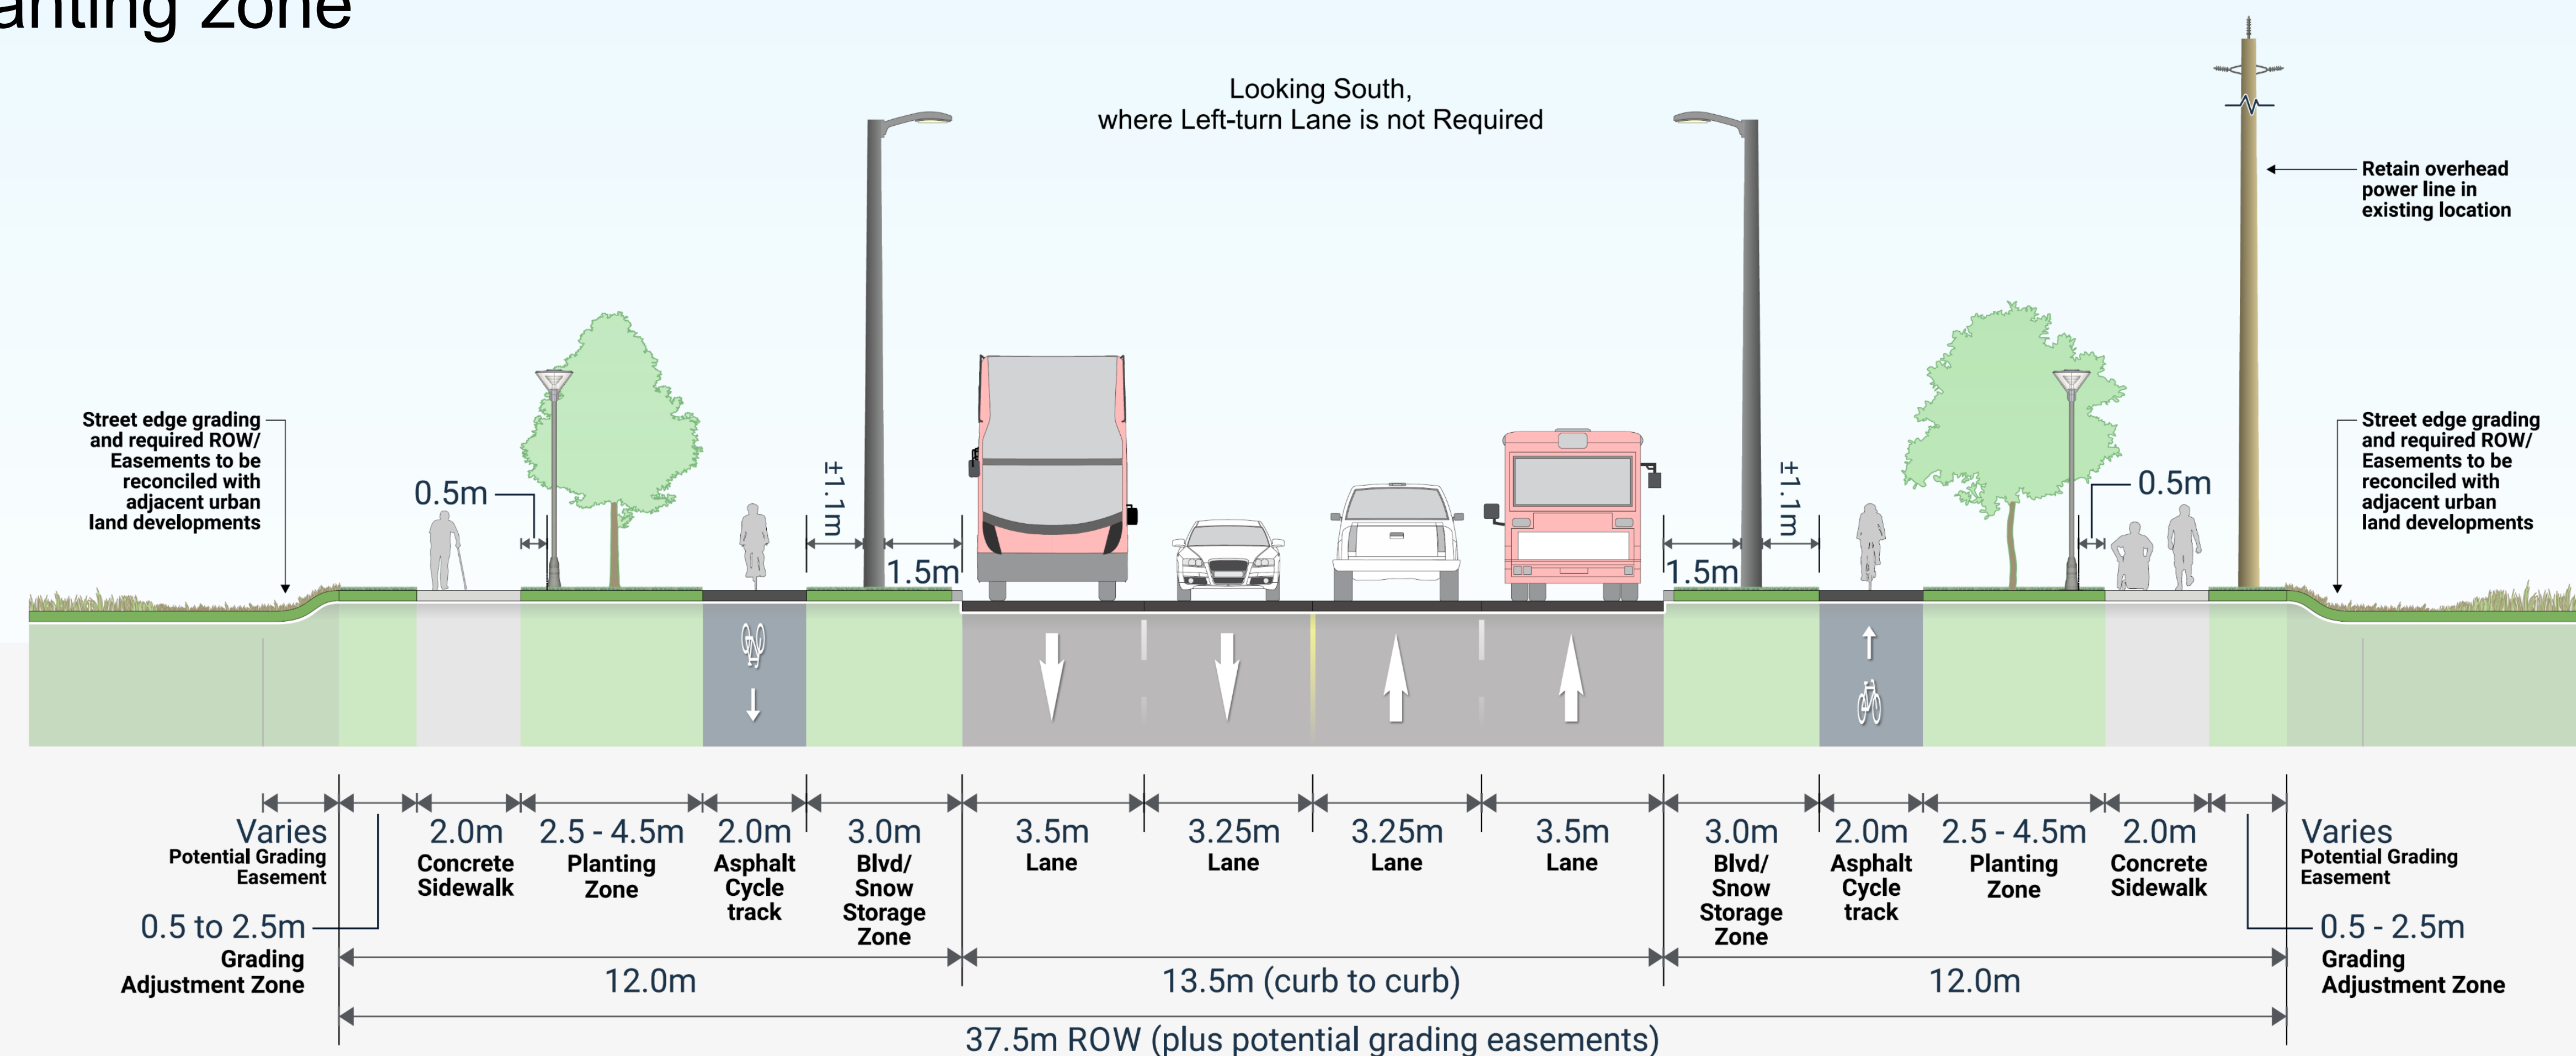 anting zone
Looking South,
where Left-turn Lane is not Required
Retain overhead
power line in
existing location
Street edge grading
and required ROW/
Easements to be
reconciled with
adjacent urban
land developments
0.5m
±1.1m
1.5m
1.5m
±1.1m
0.5m
Street edge grading
and required ROW/
Easements to be
reconciled with
adjacent urban
land developments
Varies
Potential Grading
Easement
0.5 to 2.5m
Grading
Adjustment Zone
2.0m
Concrete
Sidewalk
2.5 - 4.5m
Planting
Zone
2.0m
Asphalt
Cycle
track
3.0m
Blvd/
Snow
Storage
Zone
3.5m
Lane
3.25m
Lane
3.25m
Lane
3.5m
Lane
3.0m
Blvd/
Snow
Storage
Zone
2.0m
Asphalt
Cycle
track
2.5 - 4.5m
Planting
Zone
2.0m
Concrete
Sidewalk
Varies
Potential Grading
Easement
0.5 - 2.5m
Grading
Adjustment Zone
12.0m
13.5m (curb to curb)
12.0m
37.5m ROW (plus potential grading easements)